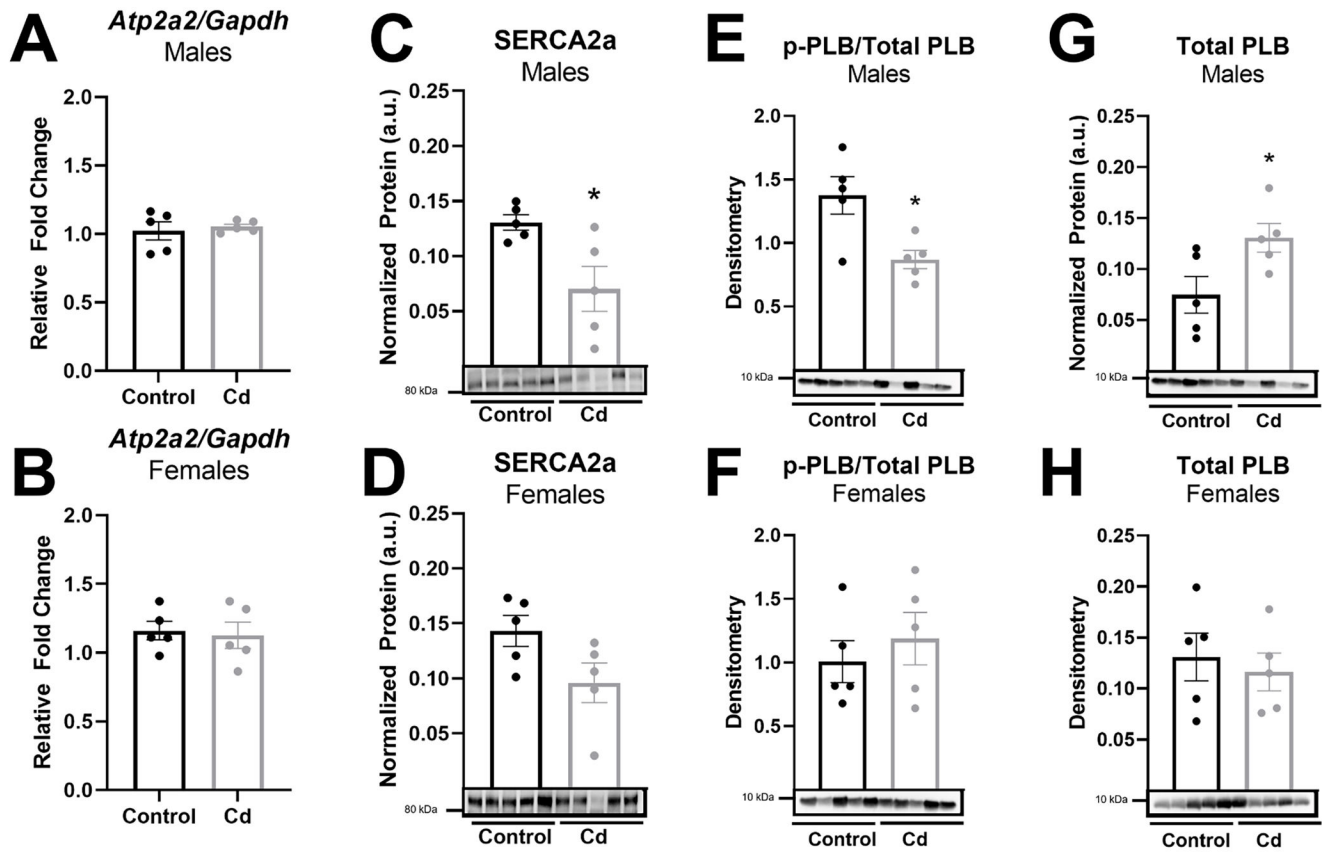 A
Atp2a2/Gapdh
Males
Relative Fold Change
2.0
1.5
1.0
0.5
0.0
Control
Cd
C
SERCA2a
Males
Normalized Protein (a.u.)
0.25
0.20
0.15
0.10
0.05
80 kDa
Control
Cd
E
p-PLB/Total PLB
Males
Densitometry
2.0
1.5
1.0
0.5
10 kDa
Control
Cd
*
G
Total PLB
Males
Normalized Protein (a.u.)
0.25
0.20
0.15
0.10
0.05
10 kDa
Control
Cd
*
*
B
Atp2a2/Gapdh
Females
Relative Fold Change
2.0
1.5
1.0
0.5
0.0
Control
Cd
D
SERCA2a
Females
Normalized Protein (a.u.)
0.25
0.20
0.15
0.10
0.05
80 kDa
Control
Cd
F
p-PLB/Total PLB
Females
Densitometry
2.0
1.5
1.0
0.5
10 kDa
Control
Cd
H
Total PLB
Females
Densitometry
0.25
0.20
0.15
0.10
0.05
10 kDa
Control
Cd